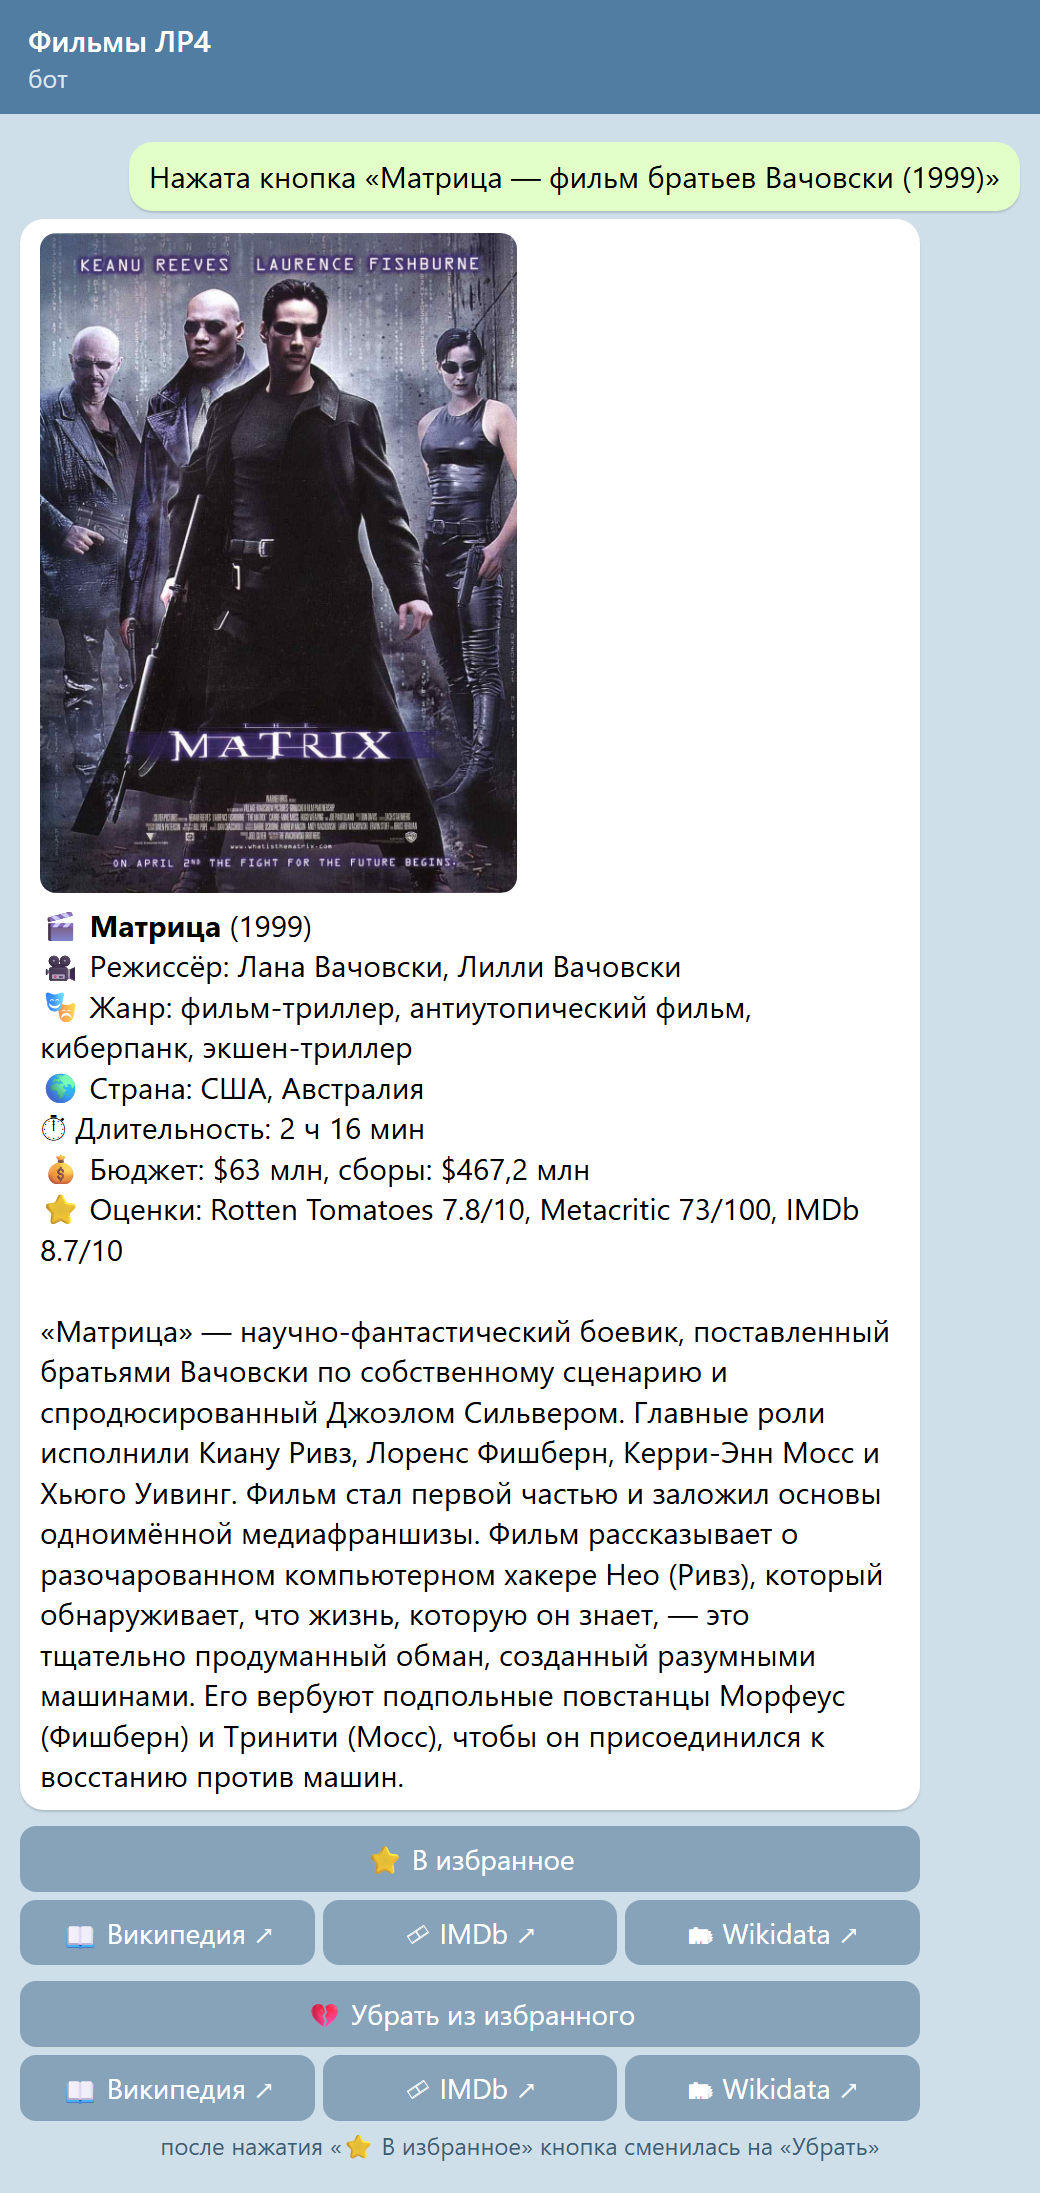 Фильмы ЛР4
бот
Нажата кнопка «Матрица — фильм братьев Вачовски (1999)»
KEANU REEVES LAURENCE FISHBURNE
THE
MATRIX
www.whatisthematrix.com
ON APRIL 2ND THE FIGHT FOR THE FUTURE BEGINS.
🎬 Матрица (1999)
🎥 Режиссёр: Лана Вачовски, Лилли Вачовски
🎭 Жанр: фильм-триллер, антиутопический фильм,
киберпанк, экшен-триллер
🌍 Страна: США, Австралия
⏱ Длительность: 2 ч 16 мин
💰 Бюджет: $63 млн, сборы: $467,2 млн
⭐ Оценки: Rotten Tomatoes 7.8/10, Metacritic 73/100, IMDb
8.7/10
«Матрица» — научно-фантастический боевик, поставленный
братьями Вачовски по собственному сценарию и
спродюсированный Джоэлом Сильвером. Главные роли
исполнили Киану Ривз, Лоренс Фишберн, Керри-Энн Мосс и
Хьюго Уивинг. Фильм стал первой частью и заложил основы
одноимённой медиафраншизы. Фильм рассказывает о
разочарованном компьютерном хакере Нео (Ривз), который
обнаруживает, что жизнь, которую он знает, — это
тщательно продуманный обман, созданный разумными
машинами. Его вербуют подпольные повстанцы Морфеус
(Фишберн) и Тринити (Мосс), чтобы он присоединился к
восстанию против машин.
⭐ В избранное
📖 Википедия ↗ IMDb ↗ Wikidata ↗
💔 Убрать из избранного
📖 Википедия ↗ IMDb ↗ Wikidata ↗
после нажатия «⭐ В избранное» кнопка сменилась на «Убрать»